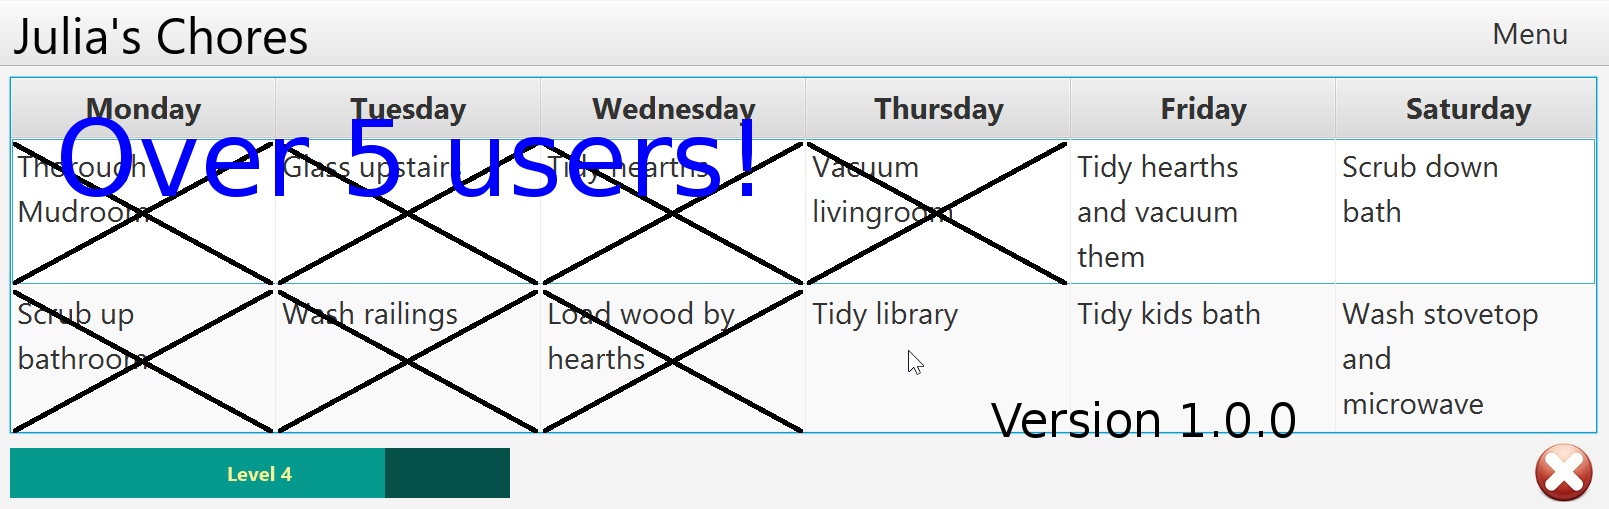 Julia's Chores
Menu
Monday
Tuesday
Wednesday
Thursday
Friday
Saturday
Over 5 users!
Thorough
Mudroom
Glass upstairs
Tidy hearths
Vacuum
livingroom
Tidy hearths
and vacuum
them
Scrub down
bath
Scrub up
bathroom
Wash railings
Load wood by
hearths
Tidy library
Tidy kids bath
Wash stovetop
and
microwave
Version 1.0.0
Level 4